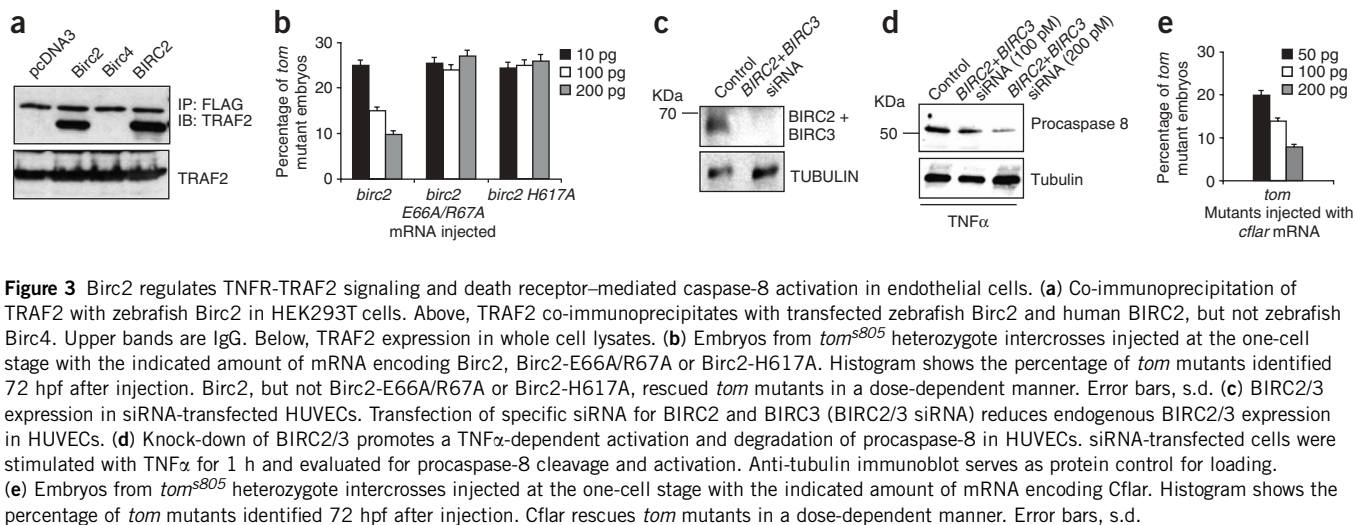 a
pcDNA3
Birc2
Birc4
BIRC2
IP: FLAG
IB: TRAF2
TRAF2
b
Percentage of tom
mutant embryos
30
20
10
0
10 pg
100 pg
200 pg
birc2
birc2
E66A/R67A
birc2 H617A
mRNA injected
c
Control
BIRC2+BIRC3
siRNA
KDa
70
BIRC2 +
BIRC3
TUBULIN
d
Control
BIRC2+BIRC3
siRNA (100 pM)
BIRC2+BIRC3
siRNA (200 pM)
KDa
50
Procaspase 8
Tubulin
TNFα
e
Percentage of tom
mutant embryos
30
20
10
0
50 pg
100 pg
200 pg
tom
Mutants injected with
cflar mRNA
Figure 3 Birc2 regulates TNFR-TRAF2 signaling and death receptor–mediated caspase-8 activation in endothelial cells. (a) Co-immunoprecipitation of
TRAF2 with zebrafish Birc2 in HEK293T cells. Above, TRAF2 co-immunoprecipitates with transfected zebrafish Birc2 and human BIRC2, but not zebrafish
Birc4. Upper bands are IgG. Below, TRAF2 expression in whole cell lysates. (b) Embryos from tom^s805 heterozygote intercrosses injected at the one-cell
stage with the indicated amount of mRNA encoding Birc2, Birc2-E66A/R67A or Birc2-H617A. Histogram shows the percentage of tom mutants identified
72 hpf after injection. Birc2, but not Birc2-E66A/R67A or Birc2-H617A, rescued tom mutants in a dose-dependent manner. Error bars, s.d. (c) BIRC2/3
expression in siRNA-transfected HUVECs. Transfection of specific siRNA for BIRC2 and BIRC3 (BIRC2/3 siRNA) reduces endogenous BIRC2/3 expression
in HUVECs. (d) Knock-down of BIRC2/3 promotes a TNFα-dependent activation and degradation of procaspase-8 in HUVECs. siRNA-transfected cells were
stimulated with TNFα for 1 h and evaluated for procaspase-8 cleavage and activation. Anti-tubulin immunoblot serves as protein control for loading.
(e) Embryos from tom^s805 heterozygote intercrosses injected at the one-cell stage with the indicated amount of mRNA encoding Cflar. Histogram shows the
percentage of tom mutants identified 72 hpf after injection. Cflar rescues tom mutants in a dose-dependent manner. Error bars, s.d.